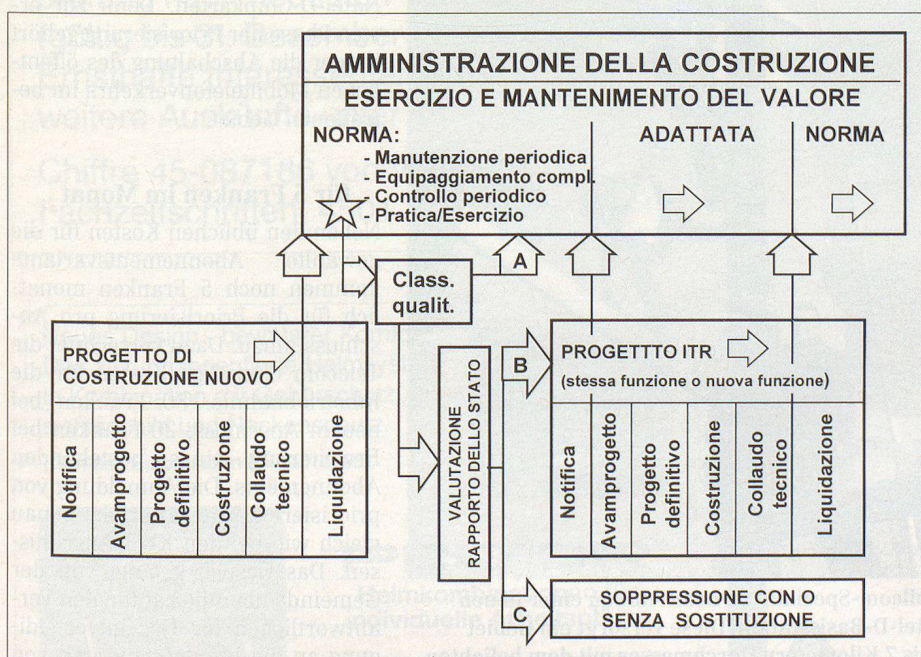 AMMINISTRAZIONE DELLA COSTRUZIONE
ESERCIZIO E MANTENIMENTO DEL VALORE
NORMA:
- Manutenzione periodica
- Equipaggiamento compl.
- Controllo periodico
- Pratica/Esercizio
ADATTATA
NORMA
A
Class.
qualit.
PROGETTO DI
COSTRUZIONE NUOVO
Notifica
Avamprogetto
Progetto
definitivo
Costruzione
Collaudo
tecnico
Liquidazione
VALUTAZIONE
RAPPORTO DELLO STATO
B
PROGETTTO ITR
(stessa funzione o nuova funzione)
Notifica
Avamprogetto
Progetto
definitivo
Costruzione
Collaudo
tecnico
Liquidazione
SOPPRESSIONE CON O
SENZA SOSTITUZIONE